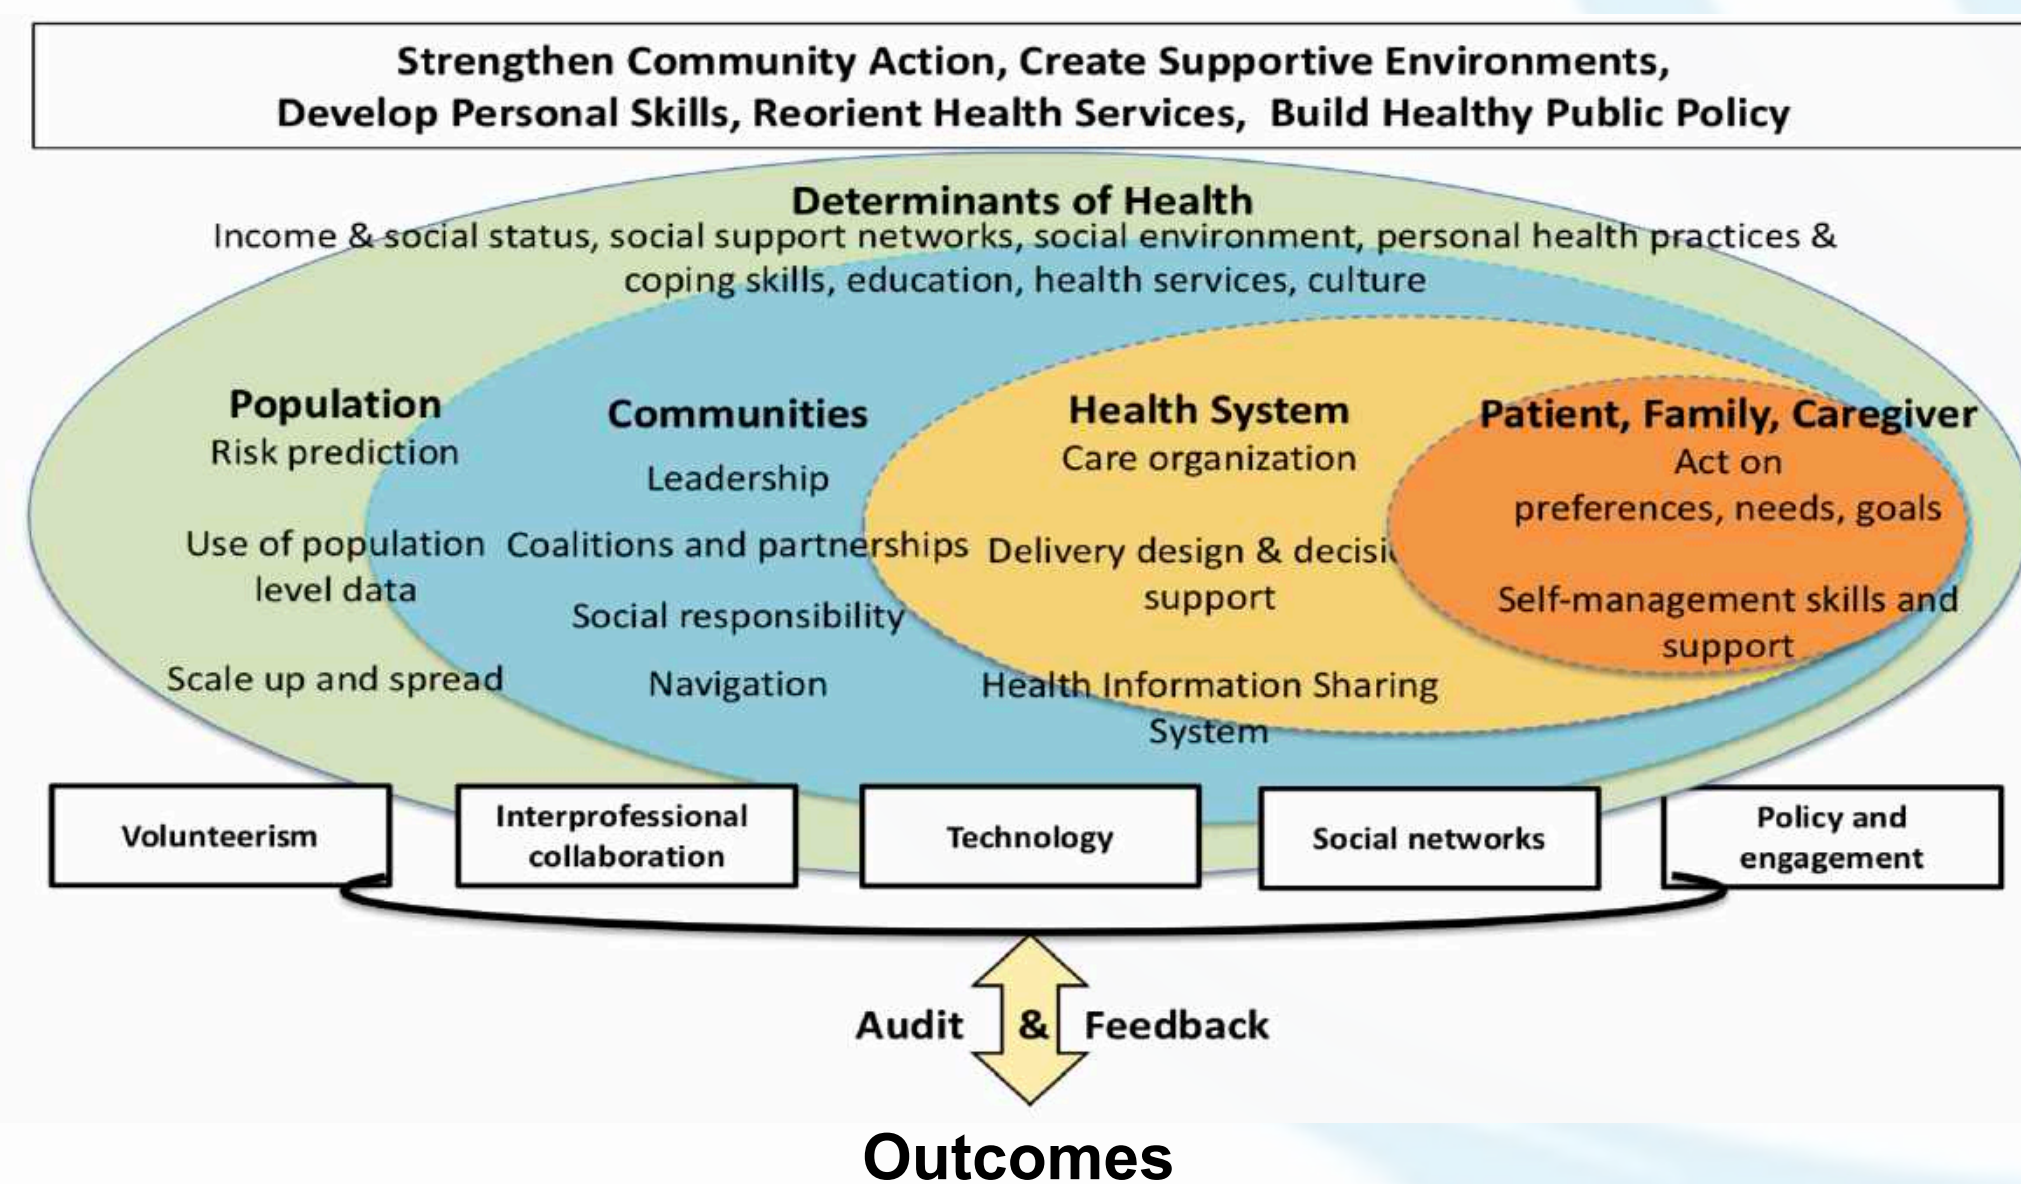 Strengthen Community Action, Create Supportive Environments,
Develop Personal Skills, Reorient Health Services, Build Healthy Public Policy
Determinants of Health
Income & social status, social support networks, social environment, personal health practices &
coping skills, education, health services, culture
Population
Risk prediction
Use of population
level data
Scale up and spread
Communities
Leadership
Coalitions and partnerships
Social responsibility
Navigation
Health System
Care organization
Delivery design & decisi
support
Health Information Sharing
System
Patient, Family, Caregiver
Act on
preferences, needs, goals
Self-management skills and
support
Volunteerism
Interprofessional
collaboration
Technology
Social networks
Policy and
engagement
Audit & Feedback
Outcomes